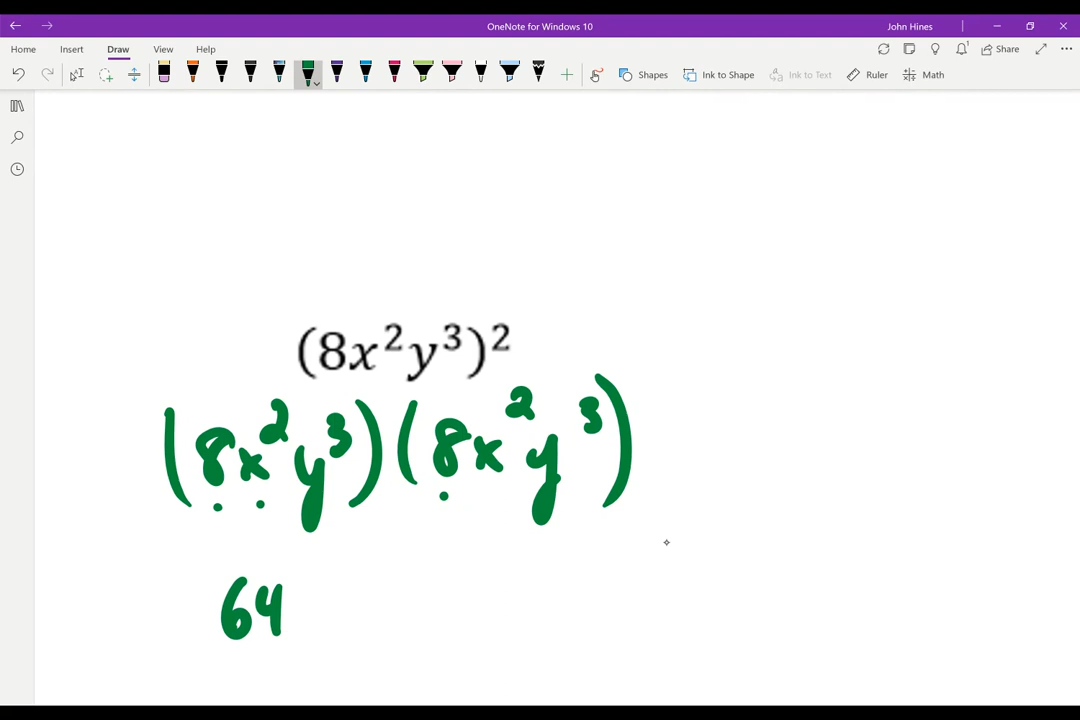 OneNote for Windows 10
John Hines
Home Insert Draw View Help
Share
Shapes Ink to Shape Ink to Text Ruler Math
(8x²y³)²
(8x²y³)(8x²y³)
64